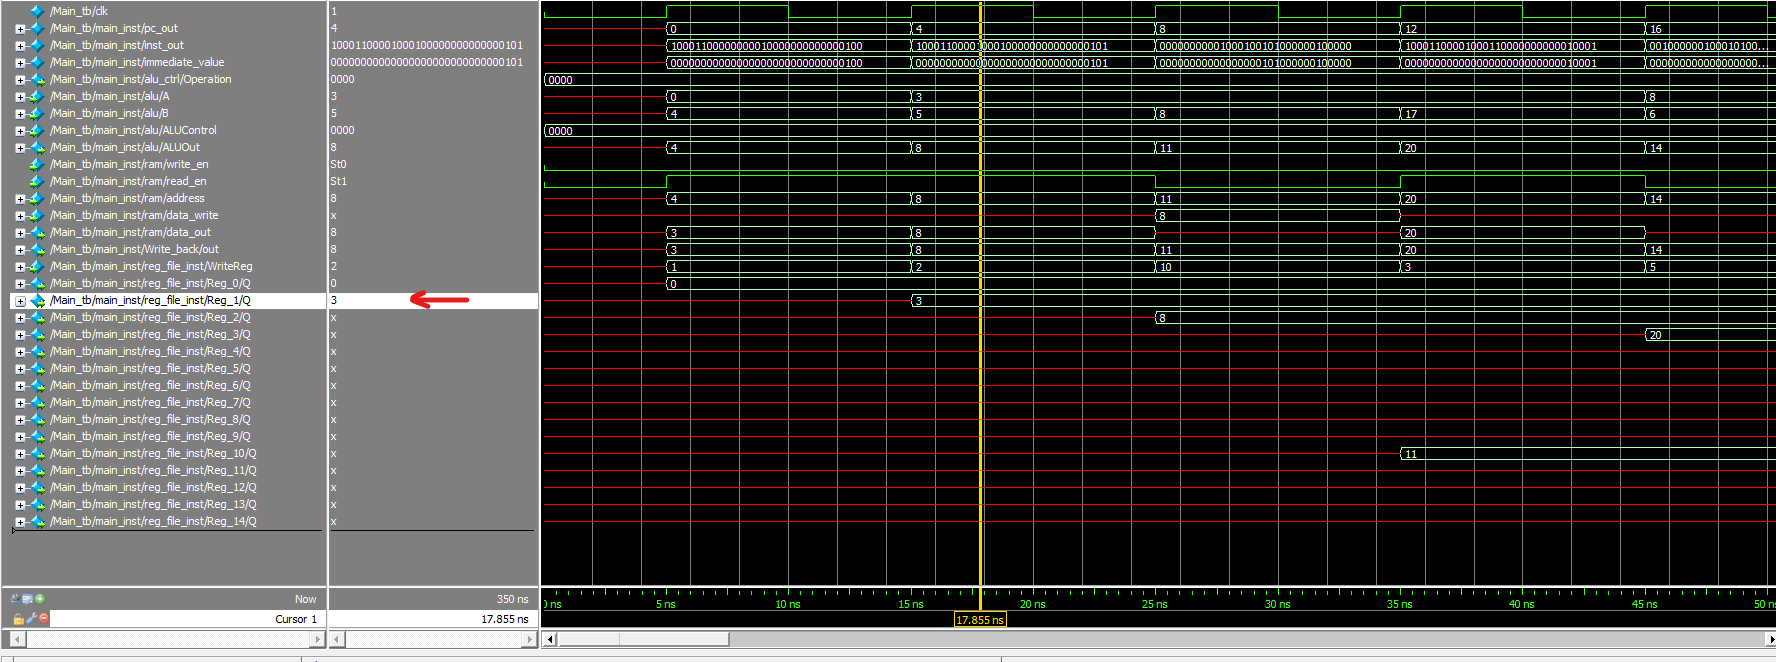 /Main_tb/clk 1
/Main_tb/main_inst/pc_out 4 0 4 8 12 16
/Main_tb/main_inst/inst_out 10001100001000100000000000000101 10001100000000010000000000000100 10001100001000100000000000000101 00000000001000100101000000100000 10001100001000110000000000010001 001000000100010100...
/Main_tb/main_inst/immediate_value 00000000000000000000000000000101 00000000000000000000000000000100 00000000000000000000000000000101 00000000000000000101000000100000 00000000000000000000000000010001 000000000000000000...
/Main_tb/main_inst/alu_ctrl/Operation 0000 0000
/Main_tb/main_inst/alu/A 3 0 3 8
/Main_tb/main_inst/alu/B 5 4 5 8 17 6
/Main_tb/main_inst/alu/ALUControl 0000 0000
/Main_tb/main_inst/alu/ALUOut 8 4 8 11 20 14
/Main_tb/main_inst/ram/write_en St0
/Main_tb/main_inst/ram/read_en St1
/Main_tb/main_inst/ram/address 8 4 8 11 20 14
/Main_tb/main_inst/ram/data_write x 8
/Main_tb/main_inst/ram/data_out 8 3 8 20
/Main_tb/main_inst/Write_back/out 8 3 8 11 20 14
/Main_tb/main_inst/reg_file_inst/WriteReg 2 1 2 10 3 5
/Main_tb/main_inst/reg_file_inst/Reg_0/Q 0 0
/Main_tb/main_inst/reg_file_inst/Reg_1/Q 3 3
/Main_tb/main_inst/reg_file_inst/Reg_2/Q x 8
/Main_tb/main_inst/reg_file_inst/Reg_3/Q x 20
/Main_tb/main_inst/reg_file_inst/Reg_4/Q x
/Main_tb/main_inst/reg_file_inst/Reg_5/Q x
/Main_tb/main_inst/reg_file_inst/Reg_6/Q x
/Main_tb/main_inst/reg_file_inst/Reg_7/Q x
/Main_tb/main_inst/reg_file_inst/Reg_8/Q x
/Main_tb/main_inst/reg_file_inst/Reg_9/Q x
/Main_tb/main_inst/reg_file_inst/Reg_10/Q x 11
/Main_tb/main_inst/reg_file_inst/Reg_11/Q x
/Main_tb/main_inst/reg_file_inst/Reg_12/Q x
/Main_tb/main_inst/reg_file_inst/Reg_13/Q x
/Main_tb/main_inst/reg_file_inst/Reg_14/Q x
Now 350 ns ns 5 ns 10 ns 15 ns 20 ns 25 ns 30 ns 35 ns 40 ns 45 ns 50 n
Cursor 1 17.855 ns 17.855 ns